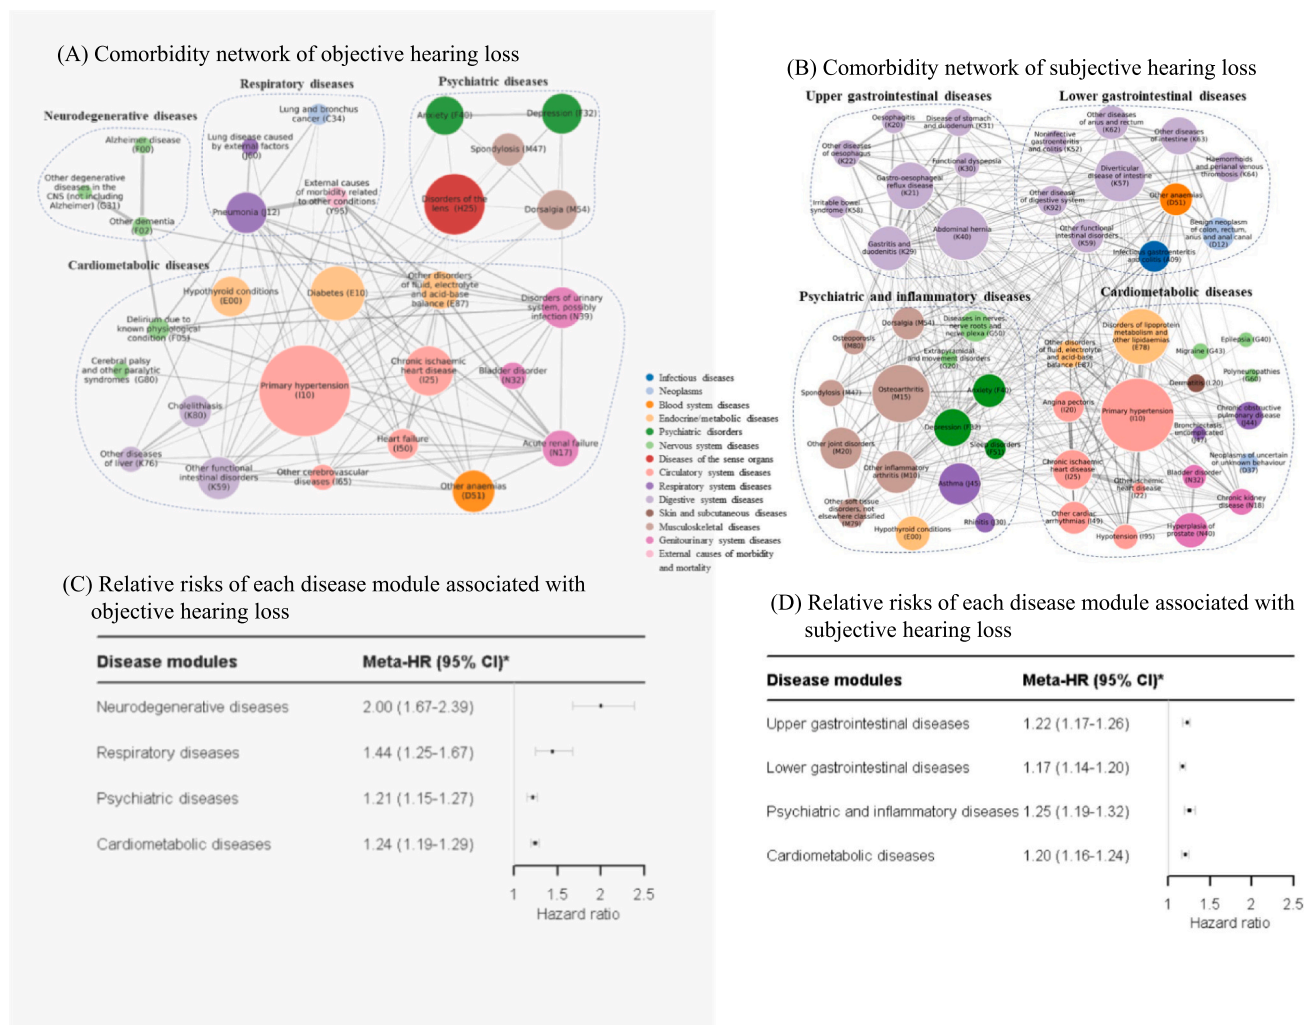 (A) Comorbidity network of objective hearing loss
Respiratory diseases
Psychiatric diseases
Neurodegenerative diseases
Lung and bronchus
cancer (C34)
Anxiety (F40)
Depression (F32)
Alzheimer disease
(F00)
Lung disease caused
by external factors
(J60)
Spondylosis (M47)
Other degenerative
diseases in the
CNS (not including
Alzheimer) (G31)
External causes
of morbidity related
to other conditions
(Y95)
Pneumonia (J12)
Disorders of the
lens (H25)
Dorsalgia (M54)
Other dementia
(F02)
Cardiometabolic diseases
Hypothyroid conditions
(E00)
Diabetes (E10)
Other disorders
of fluid, electrolyte
and acid-base
balance (E87)
Disorders of urinary
system, possibly
infection (N39)
Delirium due to
known physiological
condition (F05)
Cerebral palsy
and other paralytic
syndromes (G80)
Primary hypertension
(I10)
Chronic ischaemic
heart disease
(I25)
Bladder disorder
(N32)
Cholelithiasis
(K80)
Heart failure
(I50)
Acute renal failure
(N17)
Other diseases
of liver (K76)
Other functional
intestinal disorders
(K59)
Other cerebrovascular
diseases (I65)
Other anaemias
(D51)
Infectious diseases
Neoplasms
Blood system diseases
Endocrine/metabolic diseases
Psychiatric disorders
Nervous system diseases
Diseases of the sense organs
Circulatory system diseases
Respiratory system diseases
Digestive system diseases
Skin and subcutaneous diseases
Musculoskeletal diseases
Genitourinary system diseases
External causes of morbidity
and mortality
(B) Comorbidity network of subjective hearing loss
Upper gastrointestinal diseases
Lower gastrointestinal diseases
Oesophagitis
(K20)
Disease of stomach
and duodenum (K31)
Other diseases
of oesophagus
(K22)
Functional dyspepsia
(K30)
Gastro-oesophageal
reflux disease
(K21)
Irritable bowel
syndrome (K58)
Abdominal hernia
(K40)
Gastritis and
duodenitis (K29)
Other diseases
of anus and rectum
(K62)
Noninfective
gastroenteritis
and colitis (K52)
Other diseases
of intestine (K63)
Diverticular
disease of intestine
(K57)
Haemorrhoids
and perianal venous
thrombosis (K64)
Other disease
of digestive system
(K92)
Other anaemias
(D51)
Other functional
intestinal disorders
(K59)
Benign neoplasm
of colon, rectum,
anus and anal canal
(D12)
Infectious gastroenteritis
and colitis (A09)
Psychiatric and inflammatory diseases
Cardiometabolic diseases
Dorsalgia (M54)
Diseases in nerves,
nerve roots and
nerve plexa (G50)
Osteoporosis
(M80)
Extrapyramidal
and movement disorders
(G20)
Spondylosis (M47)
Osteoarthritis
(M15)
Anxiety (F40)
Depression (F32)
Other joint disorders
(M20)
Sleep disorders
(F51)
Other inflammatory
arthritis (M10)
Asthma (J45)
Other soft tissue
disorders, not
elsewhere classified
(M79)
Rhinitis (J30)
Hypothyroid conditions
(E00)
Disorders of lipoprotein
metabolism and
other lipidaemias
(E78)
Other disorders
of fluid, electrolyte
and acid-base
balance (E87)
Epilepsia (G40)
Migraine (G43)
Polyneuropathies
(G60)
Dermatitis (L20)
Angina pectoris
(I20)
Primary hypertension
(I10)
Chronic obstructive
pulmonary disease
(J44)
Bronchiectasis,
uncomplicated
(J47)
Chronic ischaemic
heart disease
(I25)
Neoplasms of uncertain
or unknown behaviour
(D37)
Bladder disorder
(N32)
Other ischemic
heart disease
(I22)
Chronic kidney
disease (N18)
Other cardiac
arrhythmias (I49)
Hypotension (I95)
Hyperplasia of
prostate (N40)
(C) Relative risks of each disease module associated with
objective hearing loss
Disease modules Meta-HR (95% CI)*
Neurodegenerative diseases 2.00 (1.67-2.39)
Respiratory diseases 1.44 (1.25-1.67)
Psychiatric diseases 1.21 (1.15-1.27)
Cardiometabolic diseases 1.24 (1.19-1.29)
1 1.5 2 2.5
Hazard ratio
(D) Relative risks of each disease module associated with
subjective hearing loss
Disease modules Meta-HR (95% CI)*
Upper gastrointestinal diseases 1.22 (1.17-1.26)
Lower gastrointestinal diseases 1.17 (1.14-1.20)
Psychiatric and inflammatory diseases 1.25 (1.19-1.32)
Cardiometabolic diseases 1.20 (1.16-1.24)
1 1.5 2 2.5
Hazard ratio